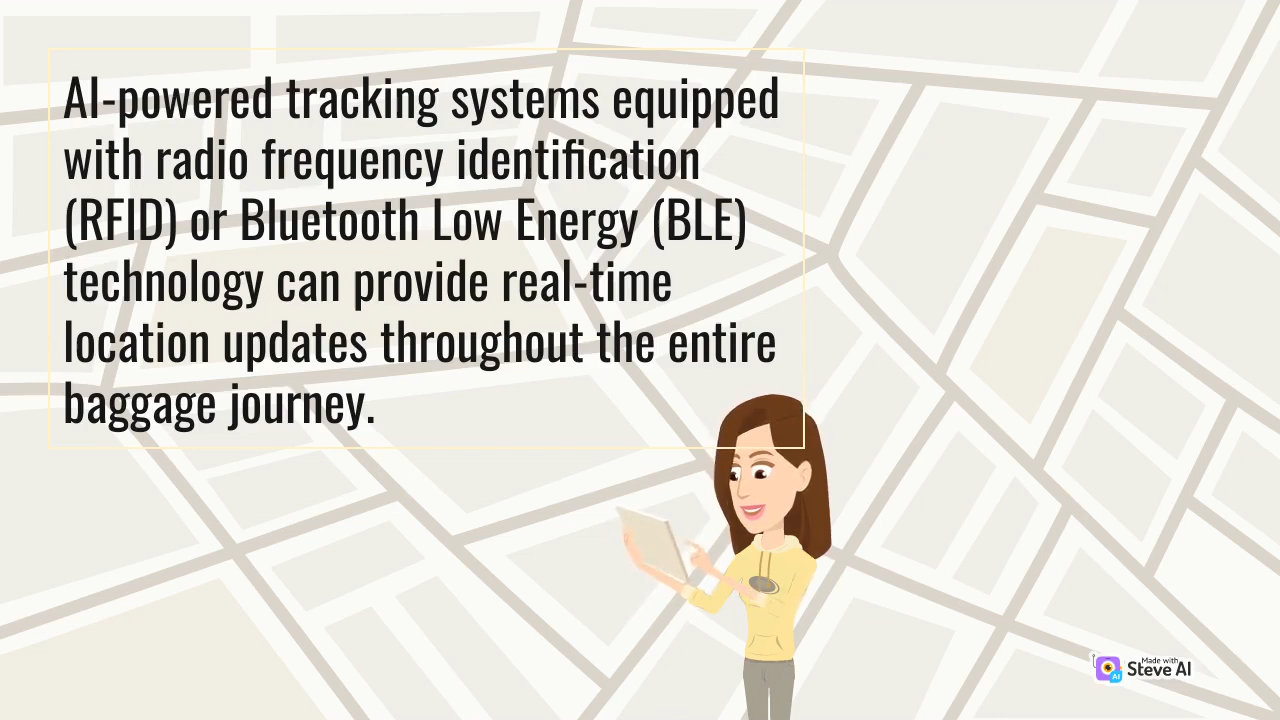 AI-powered tracking systems equipped
with radio frequency identification
(RFID) or Bluetooth Low Energy (BLE)
technology can provide real-time
location updates throughout the entire
baggage journey.
Made with
Steve AI
AI